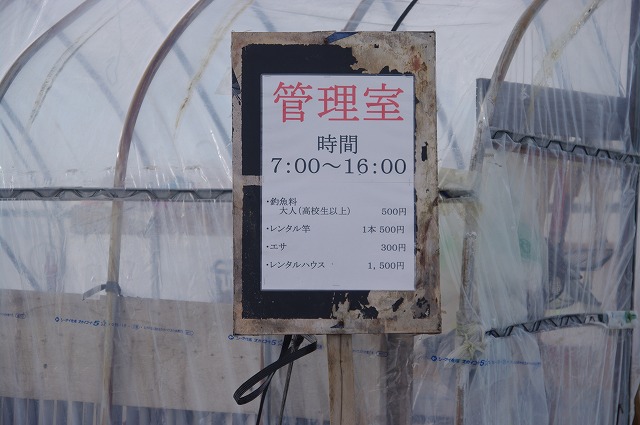 管理室
時間
7:00～16:00
・釣魚料
大人(高校生以上) 500円
・レンタル竿 1本500円
・エサ 300円
・レンタルハウス 1,500円